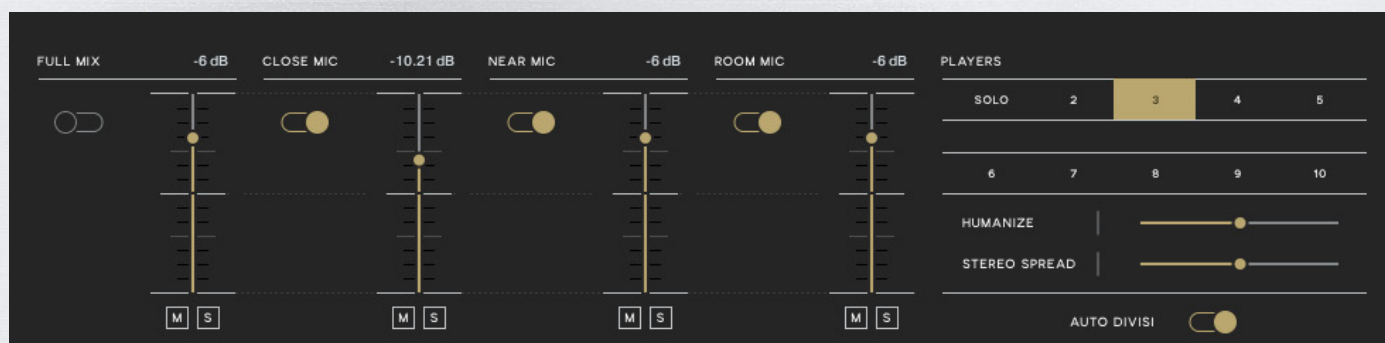 FULL MIX -6 dB CLOSE MIC -10.21 dB NEAR MIC -6 dB ROOM MIC -6 dB PLAYERS
SOLO 2 3 4 5
6 7 8 9 10
HUMANIZE
STEREO SPREAD
M S M S M S M S AUTO DIVISI